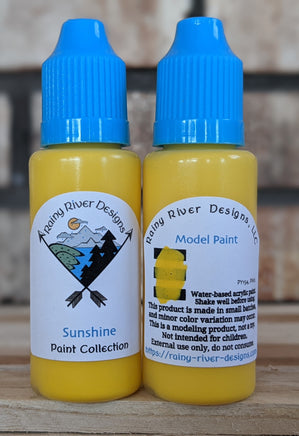 Rainy River Designs
Sunshine
Paint Collection
Rainy River Designs, LLC
Model Paint
Water-based acrylic paint.
Shake well before using.
This product is made in small batches
and minor color variation may occur.
This is a modeling product, not a toy.
Not intended for children.
External use only, do not consume.
https://rainy-river-designs.com